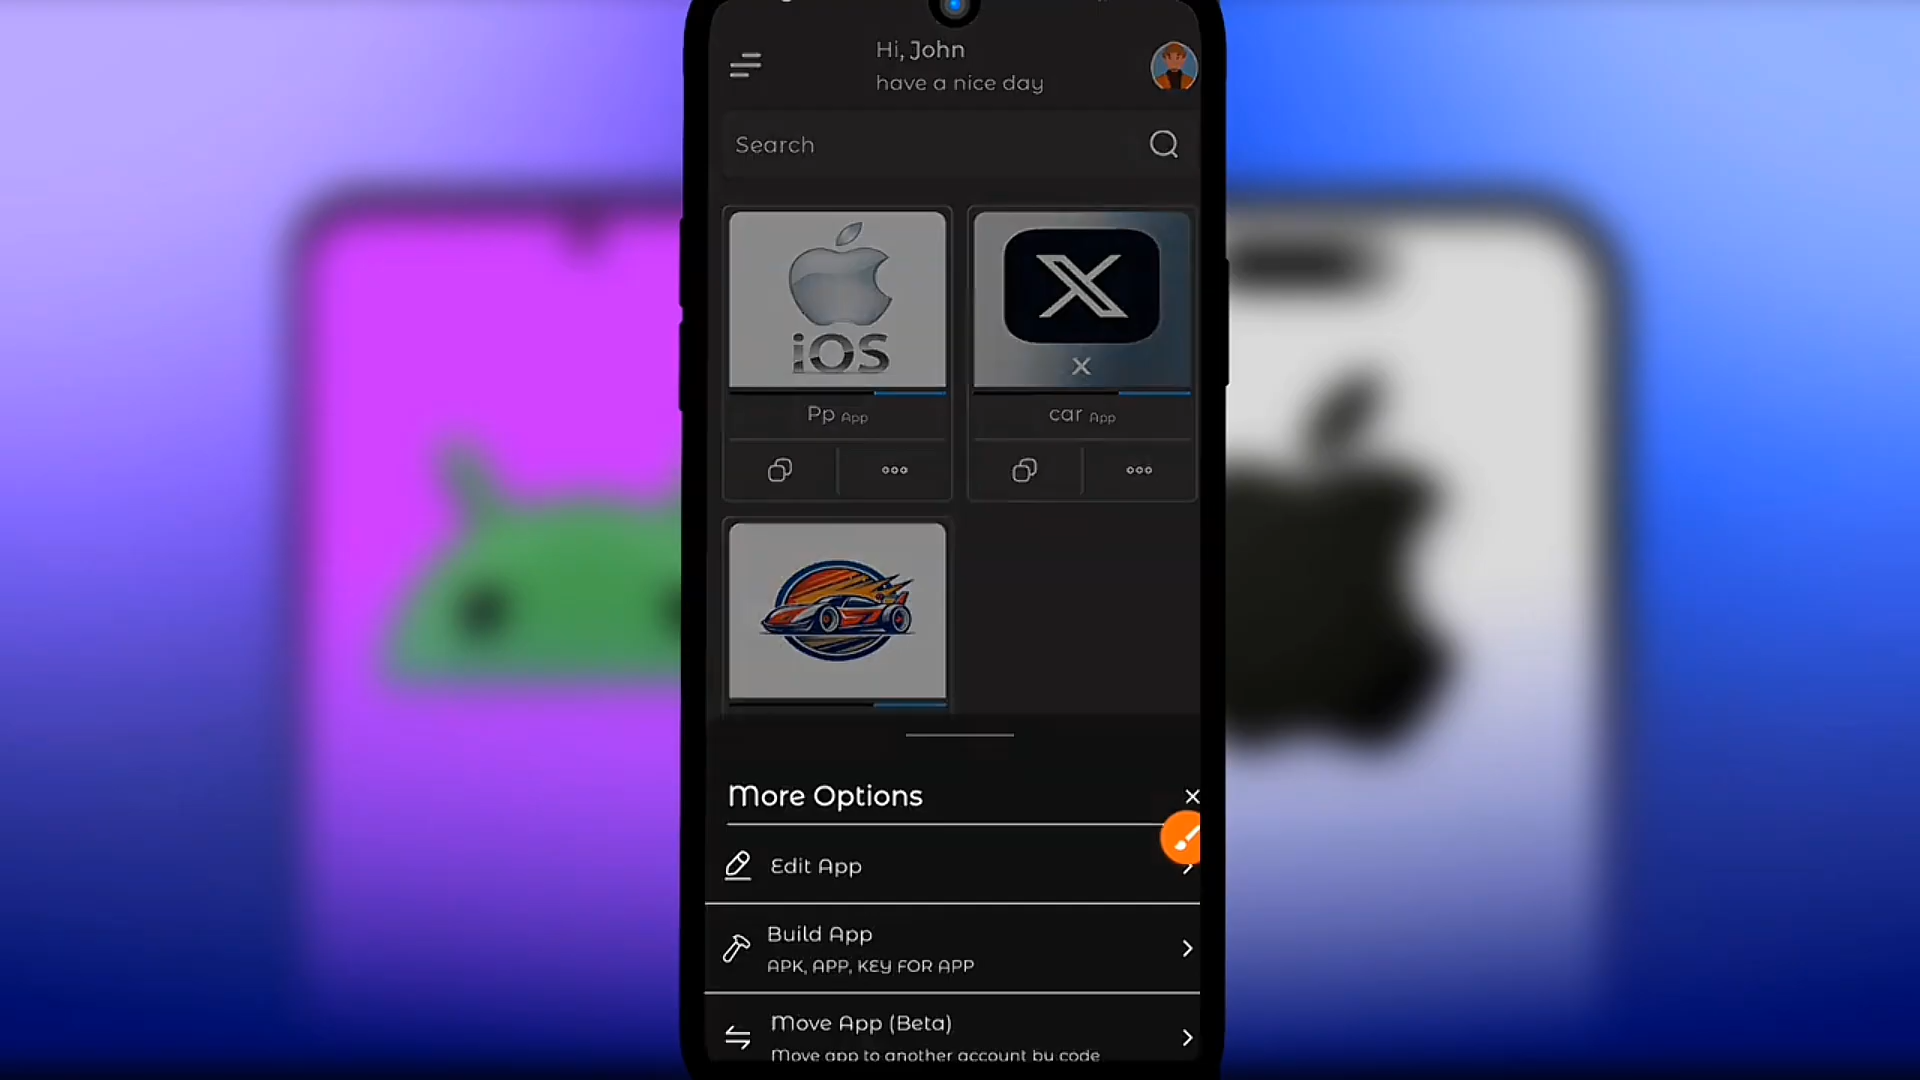 Hi, John
have a nice day
Search
iOS
X
Pp App
car App
More Options
Edit App
Build App
APK, APP, KEY FOR APP
Move App (Beta)
Move app to another account by code